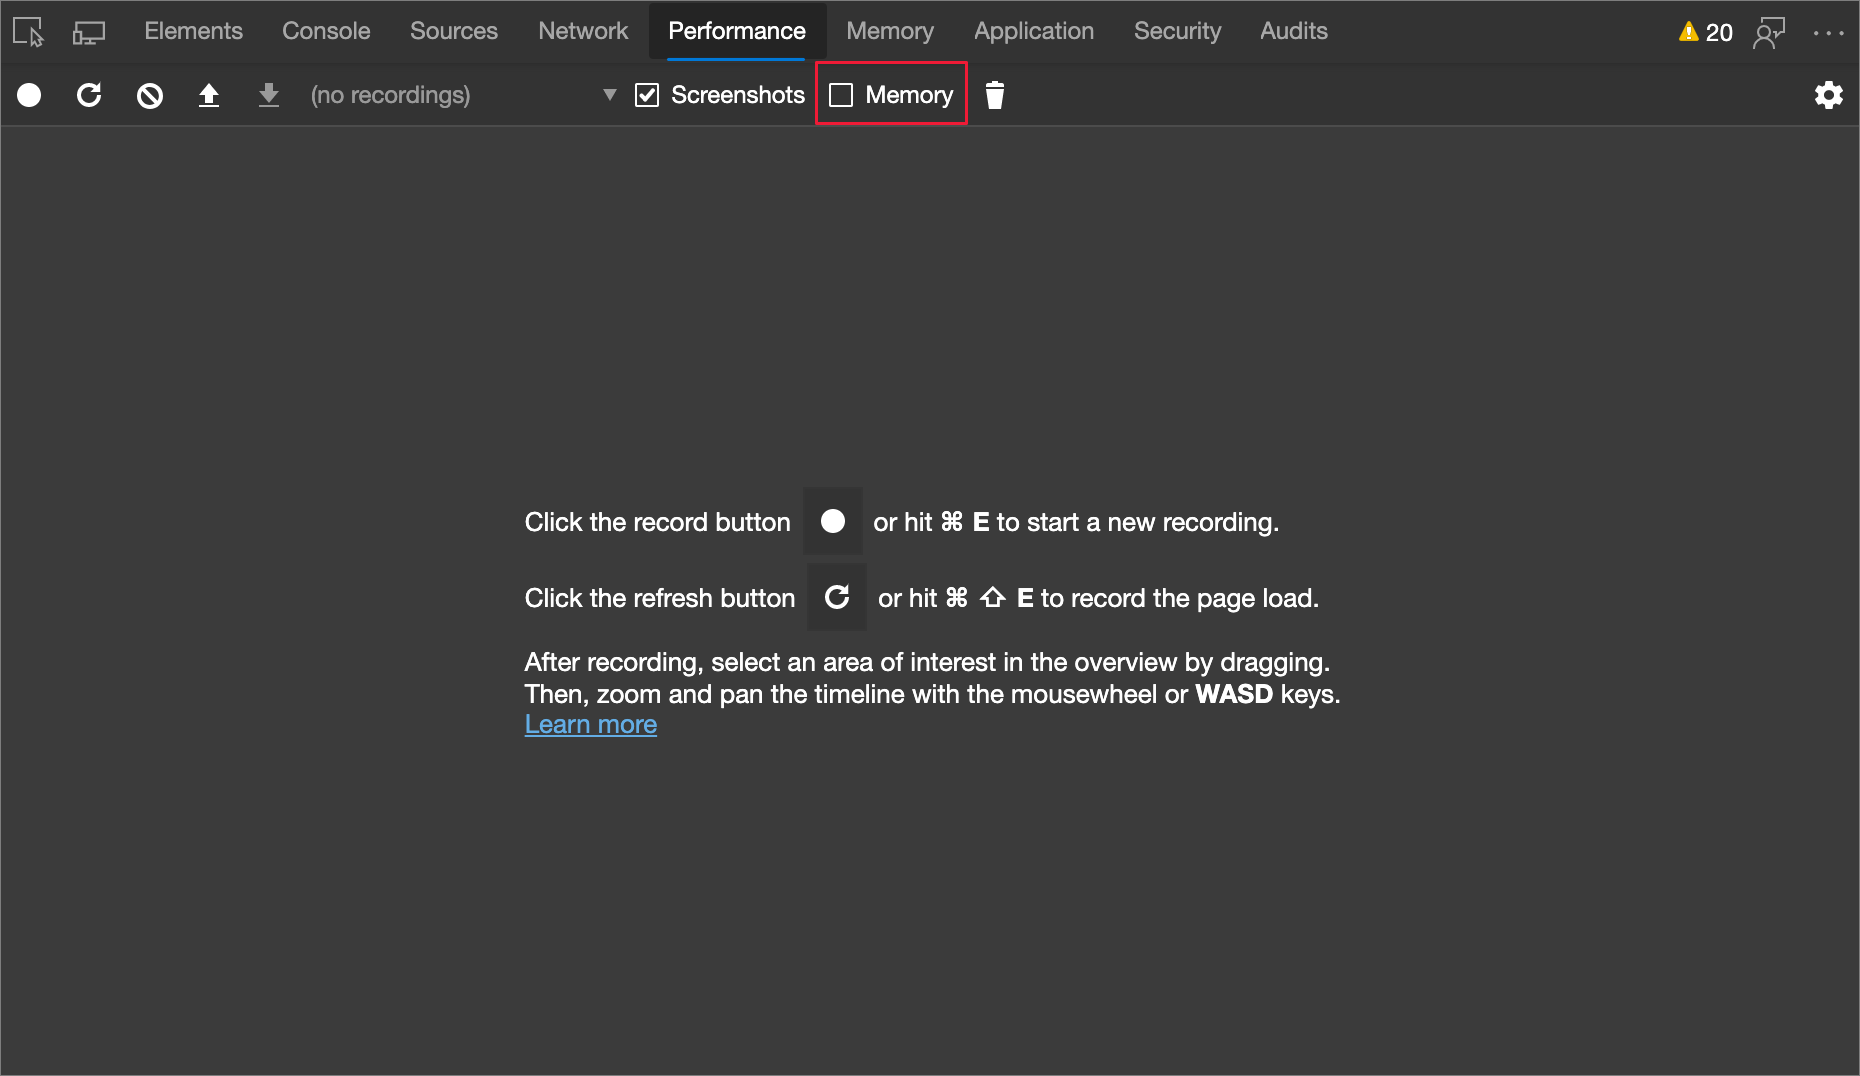 Elements Console Sources Network Performance Memory Application Security Audits 20
(no recordings) Screenshots Memory
Click the record button or hit ⌘ E to start a new recording.
Click the refresh button or hit ⌘ ⇧ E to record the page load.
After recording, select an area of interest in the overview by dragging.
Then, zoom and pan the timeline with the mousewheel or WASD keys.
Learn more